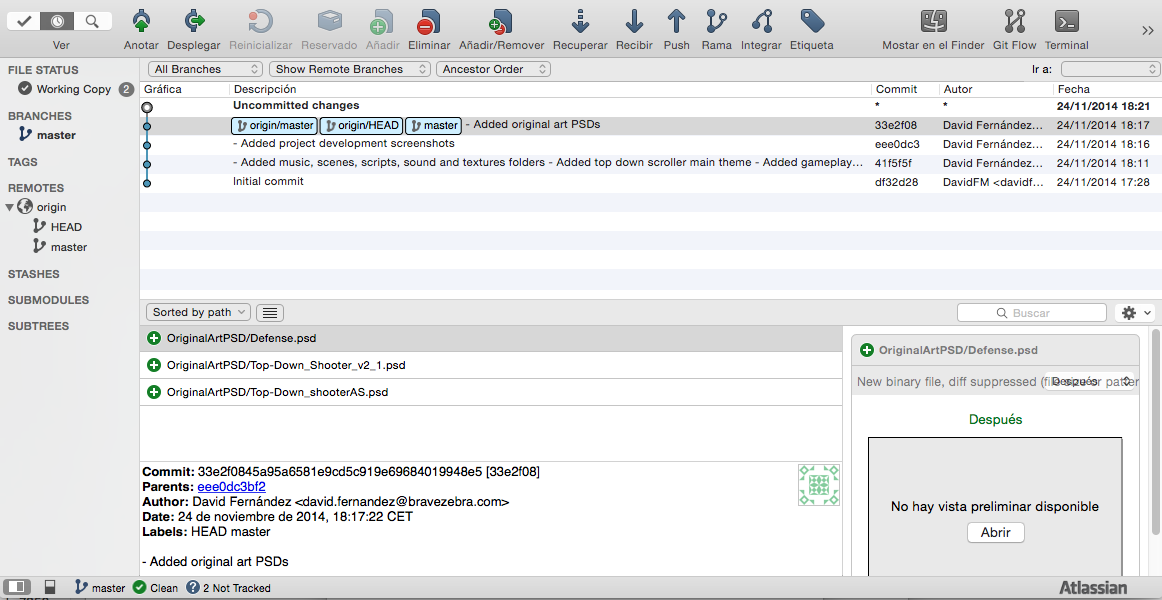 Ver
Anotar Desplegar Reinicializar Reservado Añadir Eliminar Añadir/Remover Recuperar Recibir Push Rama Integrar Etiqueta Mostar en el Finder Git Flow Terminal
FILE STATUS
Working Copy 2
BRANCHES
master
TAGS
REMOTES
origin
HEAD
master
STASHES
SUBMODULES
SUBTREES
All Branches Show Remote Branches Ancestor Order Ir a:
Gráfica Descripción Commit Autor Fecha
Uncommitted changes * * 24/11/2014 18:21
origin/master origin/HEAD master - Added original art PSDs 33e2f08 David Fernández... 24/11/2014 18:17
- Added project development screenshots eee0dc3 David Fernández... 24/11/2014 18:16
- Added music, scenes, scripts, sound and textures folders - Added top down scroller main theme - Added gameplay... 41f5f5f David Fernández... 24/11/2014 18:11
Initial commit df32d28 DavidFM <davidf... 24/11/2014 17:28
Sorted by path Buscar
OriginalArtPSD/Defense.psd
OriginalArtPSD/Top-Down_Shooter_v2_1.psd
OriginalArtPSD/Top-Down_shooterAS.psd
Commit: 33e2f0845a95a6581e9cd5c919e69684019948e5 [33e2f08]
Parents: eee0dc3bf2
Author: David Fernández <david.fernandez@bravezebra.com>
Date: 24 de noviembre de 2014, 18:17:22 CET
Labels: HEAD master
- Added original art PSDs
OriginalArtPSD/Defense.psd
New binary file, diff suppressed (file size or patter
Después
Después
No hay vista preliminar disponible
Abrir
master Clean 2 Not Tracked
Atlassian